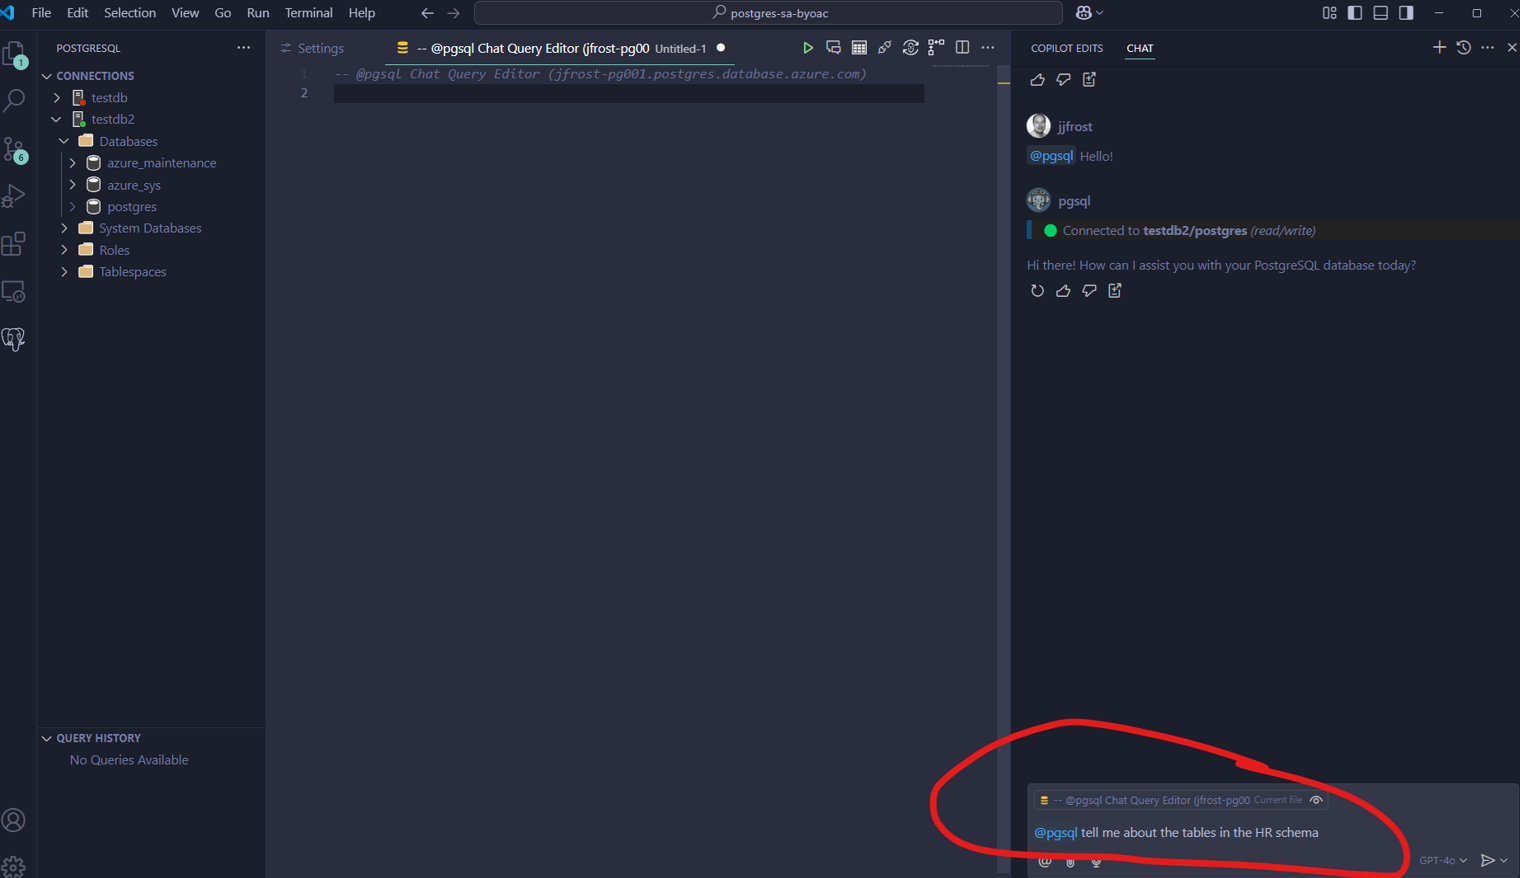 File Edit Selection View Go Run Terminal Help
postgres-sa-byoac
1
6
POSTGRESQL
CONNECTIONS
testdb
testdb2
Databases
azure_maintenance
azure_sys
postgres
System Databases
Roles
Tablespaces
QUERY HISTORY
No Queries Available
Settings
-- @pgsql Chat Query Editor (jfrost-pg00 Untitled-1
1 -- @pgsql Chat Query Editor (jfrost-pg001.postgres.database.azure.com)
2
COPILOT EDITS CHAT
jjfrost
@pgsql Hello!
pgsql
Connected to testdb2/postgres (read/write)
Hi there! How can I assist you with your PostgreSQL database today?
-- @pgsql Chat Query Editor (jfrost-pg00 Current file
@pgsql tell me about the tables in the HR schema
GPT-4o